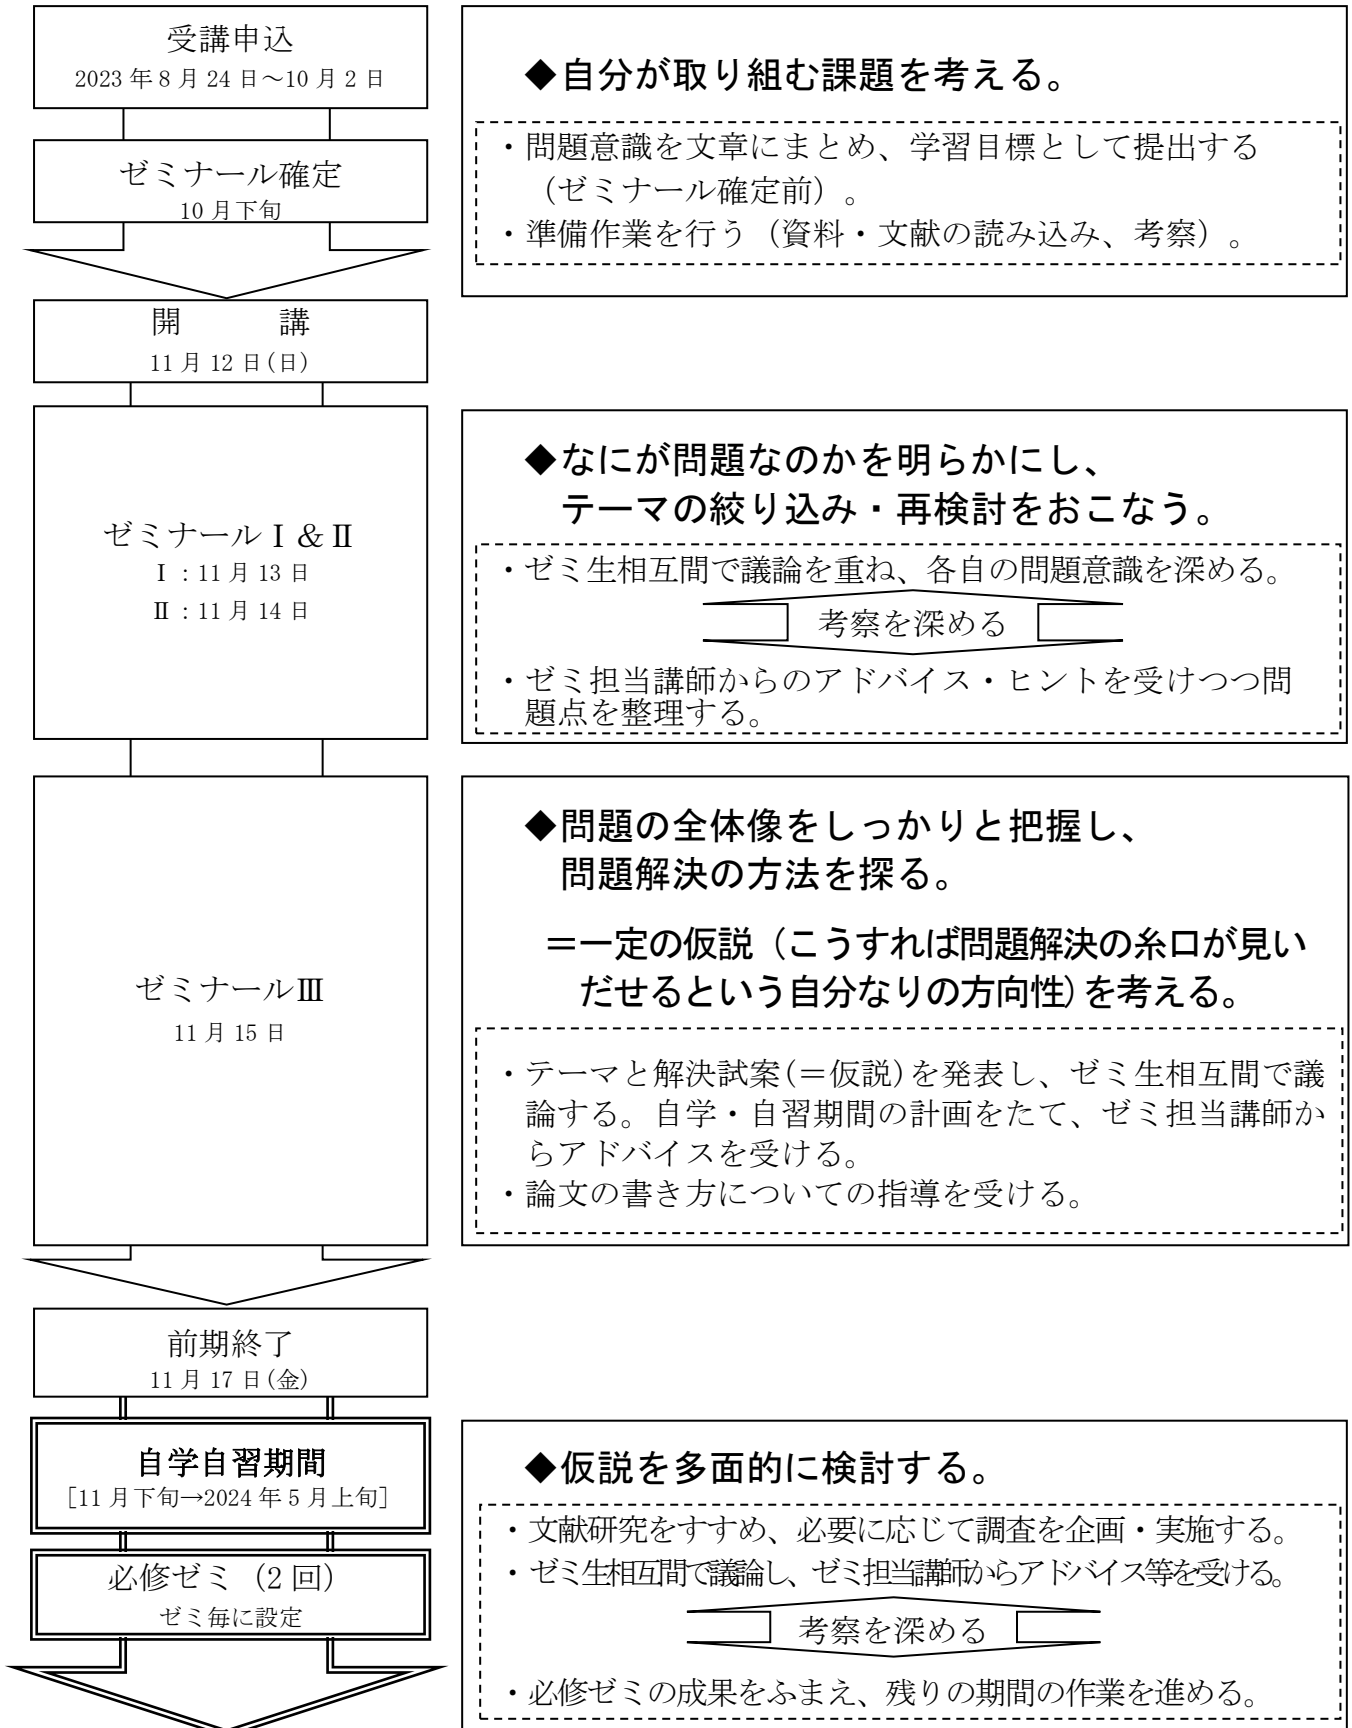 受講申込
2023年8月24日～10月2日
ゼミナール確定
10月下旬
◆自分が取り組む課題を考える。
・問題意識を文章にまとめ、学習目標として提出する
（ゼミナール確定前）。
・準備作業を行う（資料・文献の読み込み、考察）。
開　　講
11月12日(日)
ゼミナールⅠ＆Ⅱ
Ⅰ：11月13日
Ⅱ：11月14日
◆なにが問題なのかを明らかにし、
テーマの絞り込み・再検討をおこなう。
・ゼミ生相互間で議論を重ね、各自の問題意識を深める。
考察を深める
・ゼミ担当講師からのアドバイス・ヒントを受けつつ問
題点を整理する。
ゼミナールⅢ
11月15日
◆問題の全体像をしっかりと把握し、
問題解決の方法を探る。
＝一定の仮説（こうすれば問題解決の糸口が見い
だせるという自分なりの方向性）を考える。
・テーマと解決試案(＝仮説)を発表し、ゼミ生相互間で議
論する。自学・自習期間の計画をたて、ゼミ担当講師か
らアドバイスを受ける。
・論文の書き方についての指導を受ける。
前期終了
11月17日(金)
自学自習期間
［11月下旬→2024年5月上旬］
必修ゼミ（2回）
ゼミ毎に設定
◆仮説を多面的に検討する。
・文献研究をすすめ、必要に応じて調査を企画・実施する。
・ゼミ生相互間で議論し、ゼミ担当講師からアドバイス等を受ける。
考察を深める
・必修ゼミの成果をふまえ、残りの期間の作業を進める。